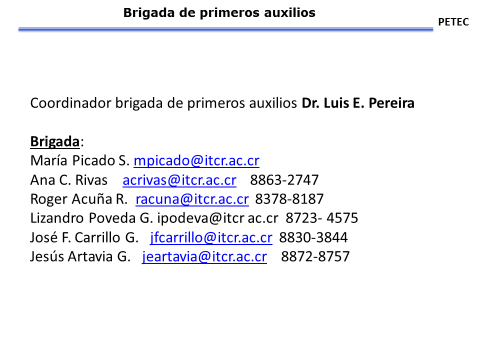 Brigada de primeros auxilios
PETEC
Coordinador brigada de primeros auxilios Dr. Luis E. Pereira
Brigada:
María Picado S. mpicado@itcr.ac.cr
Ana C. Rivas acrivas@itcr.ac.cr 8863-2747
Roger Acuña R. racuna@itcr.ac.cr 8378-8187
Lizandro Poveda G. ipodeva@itcr ac.cr 8723- 4575
José F. Carrillo G. jfcarrillo@itcr.ac.cr 8830-3844
Jesús Artavia G. jeartavia@itcr.ac.cr 8872-8757